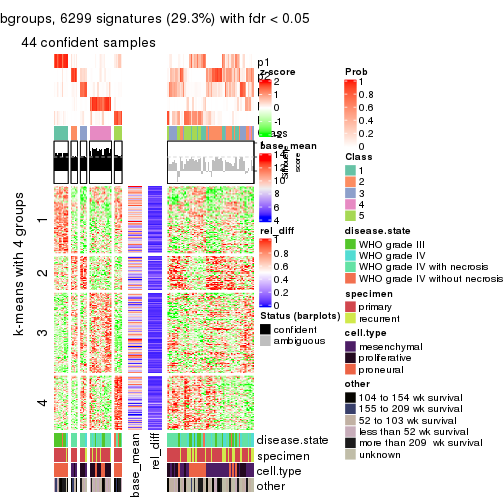 bgroups, 6299 signatures (29.3%) with fdr < 0.05
44 confident samples
p1
z-score
2
1
0
-1
-2
base_mean
14
12
10
8
6
4
Silhouette
score
rel_diff
1
0.8
0.6
0.4
0.2
0
Status (barplots)
confident
ambiguous
k-means with 4 groups
1
2
3
4
base_mean
rel_diff
disease.state
specimen
cell.type
other
Prob
1
0.8
0.6
0.4
0.2
0
Class
1
2
3
4
5
disease.state
WHO grade III
WHO grade IV
WHO grade IV with necrosis
WHO grade IV without necrosis
specimen
primary
recurrent
cell.type
mesenchymal
proliferative
proneural
other
104 to 154 wk survival
155 to 209 wk survival
52 to 103 wk survival
less than 52 wk survival
more than 209  wk survival
unknown